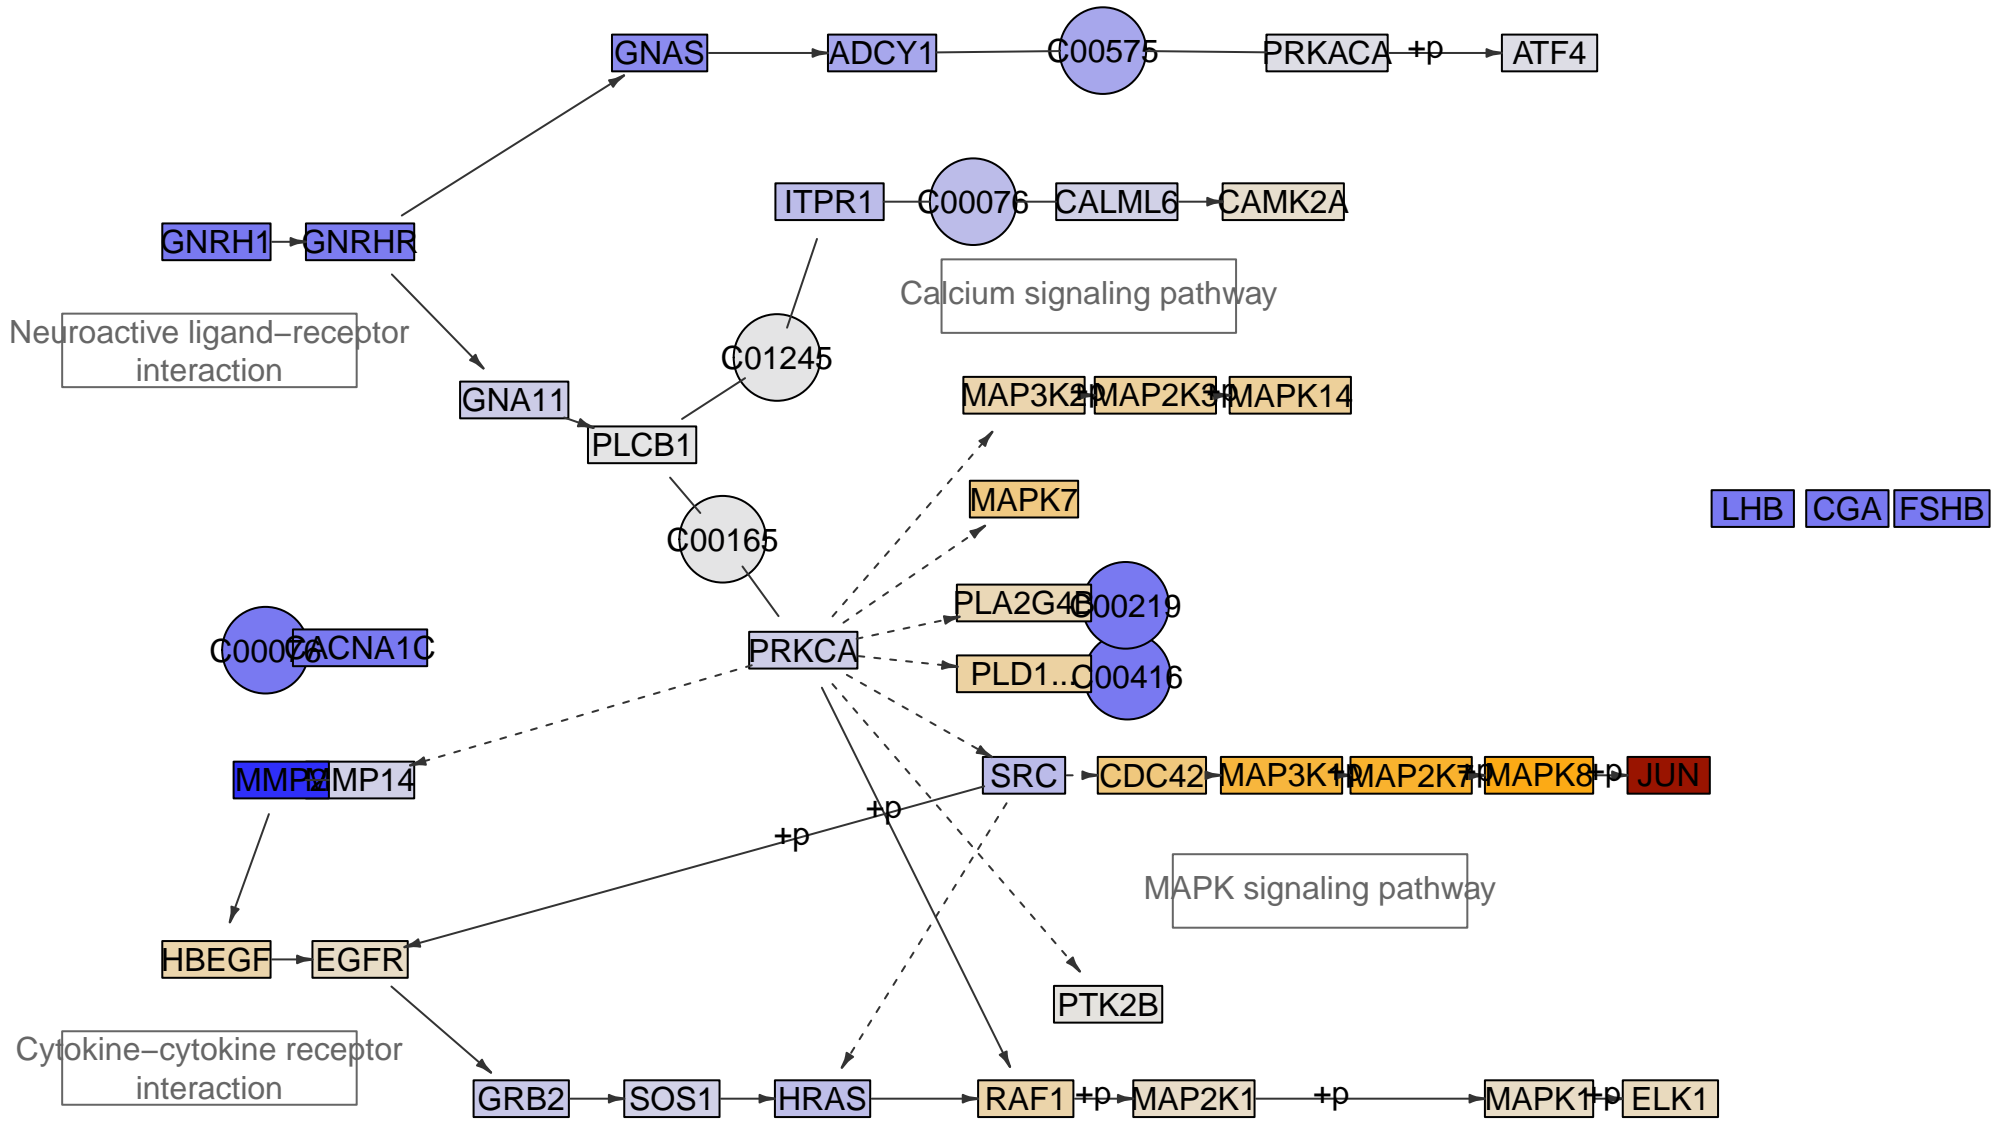 GNAS
ADCY1
C00575
PRKACA
+p
ATF4
ITPR1
C00076
CALML6
CAMK2A
GNRH1
GNRHR
Calcium signaling pathway
Neuroactive ligand−receptor
interaction
C01245
GNA11
MAP3K2
+p
MAP2K3
+p
MAPK14
PLCB1
MAPK7
LHB
CGA
FSHB
C00165
PLA2G4B
C00219
C00076
CACNA1C
PRKCA
PLD1...
C00416
MMP2
MMP14
SRC
CDC42
MAP3K1
+p
MAP2K7
+p
MAPK8
+p
JUN
+p
+p
MAPK signaling pathway
HBEGF
EGFR
PTK2B
Cytokine−cytokine receptor
interaction
GRB2
SOS1
HRAS
RAF1
+p
MAP2K1
+p
MAPK1
+p
ELK1